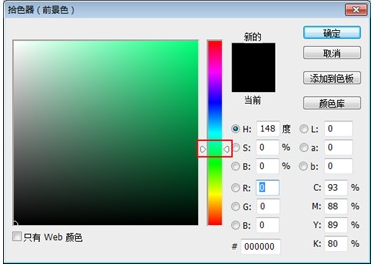 拾色器（前景色）
新的
当前
确定
取消
添加到色板
颜色库
H: 148 度
S: 0 %
B: 0 %
R: 0
G: 0
B: 0
# 000000
L: 0
a: 0
b: 0
C: 93 %
M: 88 %
Y: 89 %
K: 80 %
只有 Web 颜色